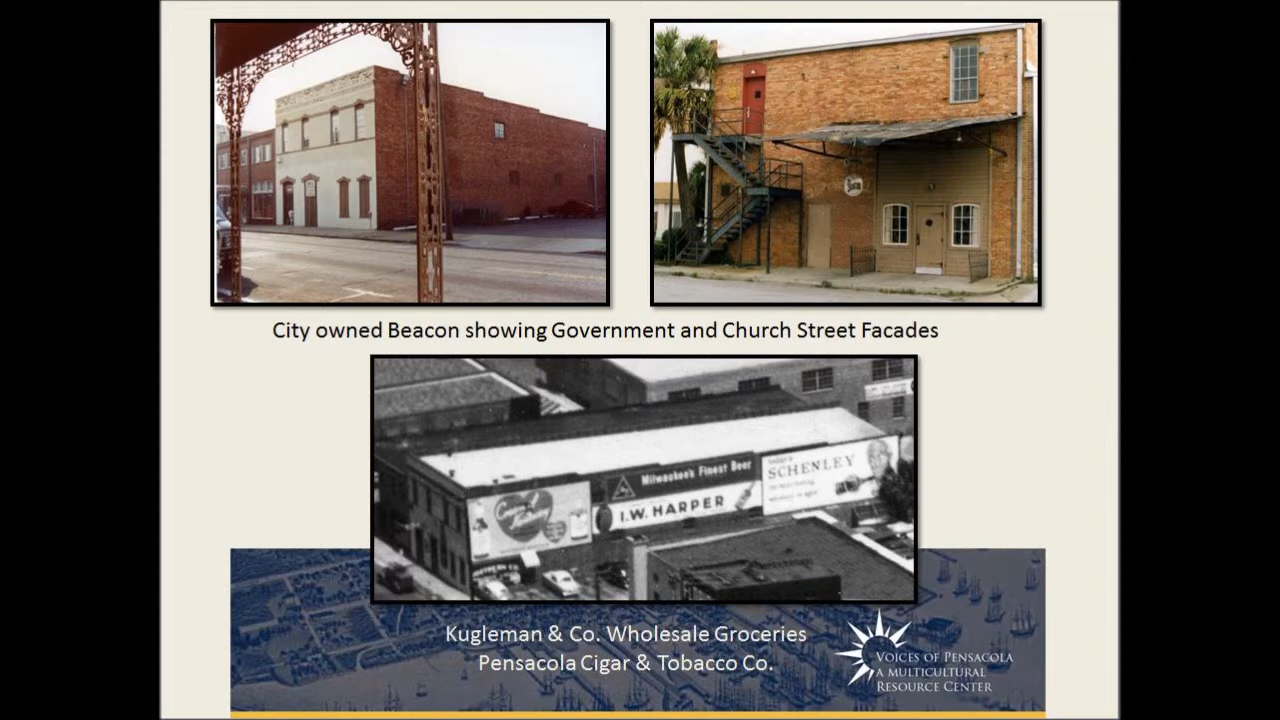 City owned Beacon showing Government and Church Street Facades
Milwaukee's Finest Beer
I.W. HARPER
SCHENLEY
Kugleman & Co. Wholesale Groceries
Pensacola Cigar & Tobacco Co.
VOICES OF PENSACOLA
A MULTICULTURAL
RESOURCE CENTER